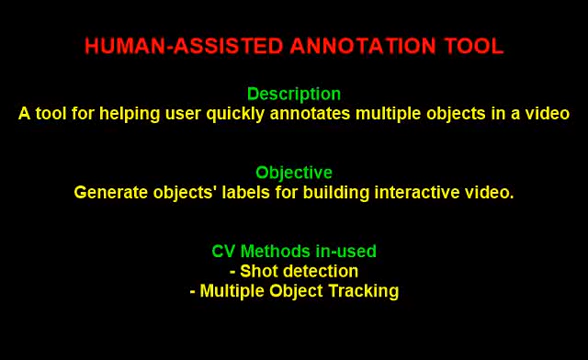 HUMAN-ASSISTED ANNOTATION TOOL
Description
A tool for helping user quickly annotates multiple objects in a video
Objective
Generate objects' labels for building interactive video.
CV Methods in-used
- Shot detection
- Multiple Object Tracking